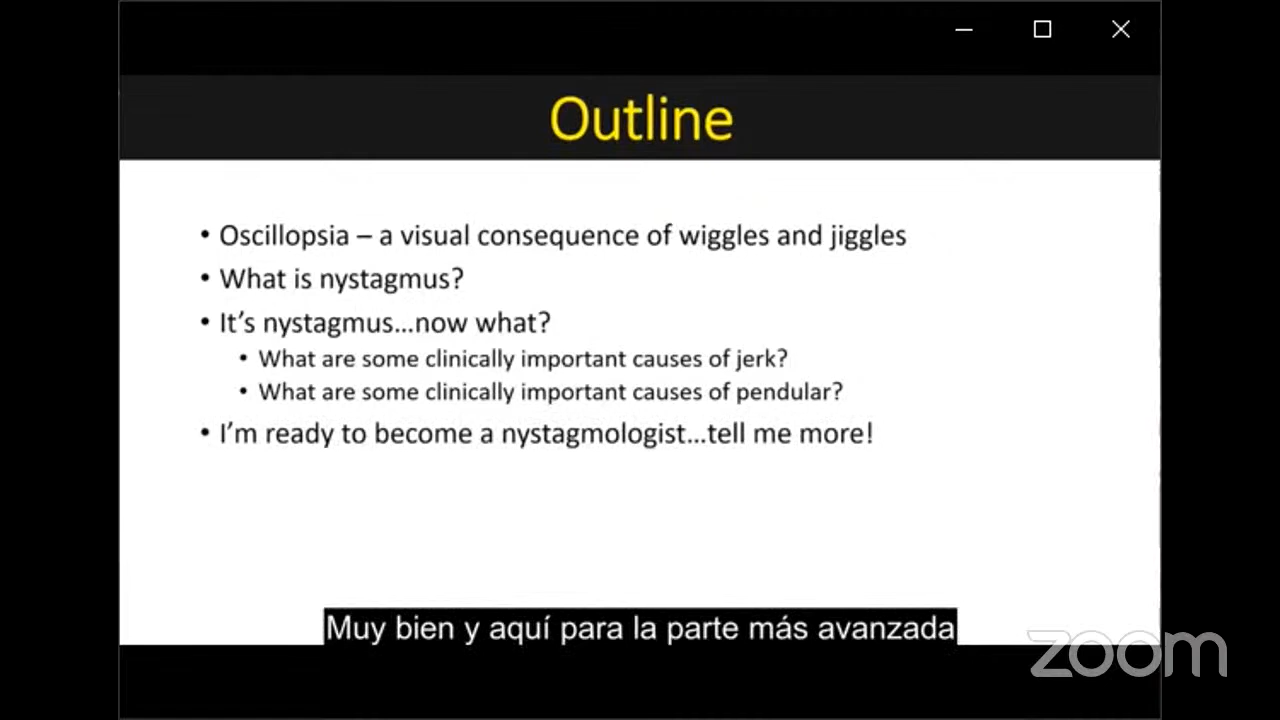 Outline
• Oscillopsia – a visual consequence of wiggles and jiggles
• What is nystagmus?
• It's nystagmus…now what?
• What are some clinically important causes of jerk?
• What are some clinically important causes of pendular?
• I'm ready to become a nystagmologist…tell me more!
Muy bien y aquí para la parte más avanzada
zoom